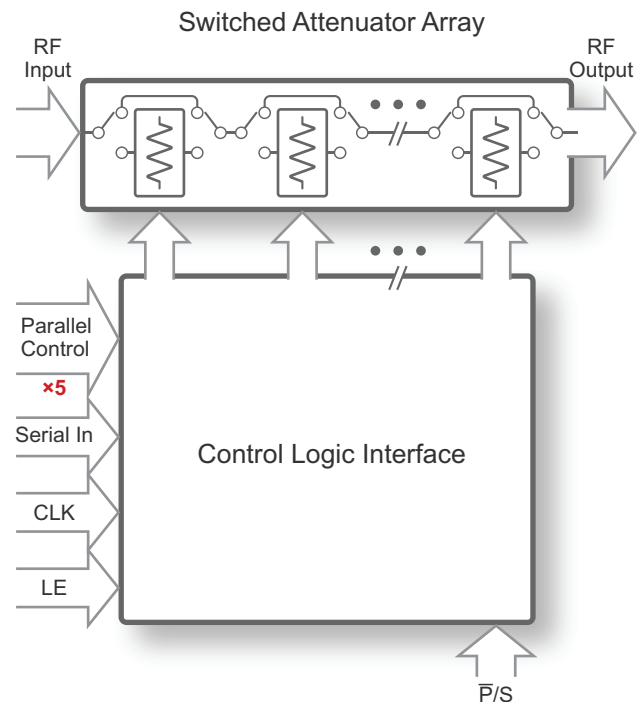 Switched Attenuator Array
RF
Input
RF
Output
Parallel
Control
×5
Serial In
CLK
LE
Control Logic Interface
P̅/S